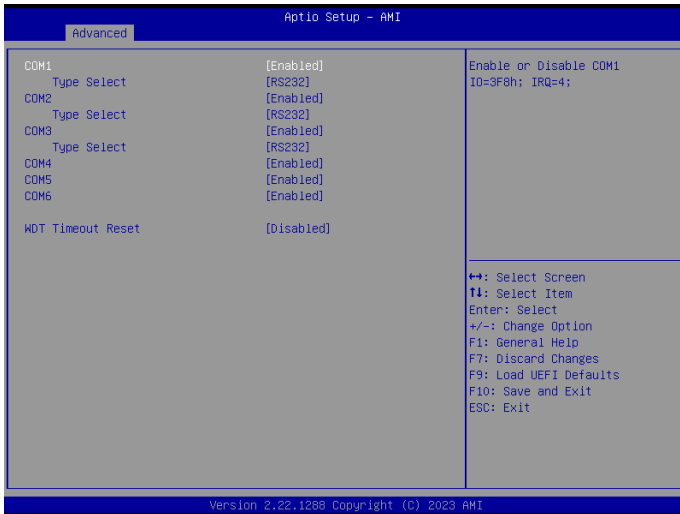 Aptio Setup – AMI
Advanced
COM1 [Enabled]
Type Select [RS232]
COM2 [Enabled]
Type Select [RS232]
COM3 [Enabled]
Type Select [RS232]
COM4 [Enabled]
COM5 [Enabled]
COM6 [Enabled]
WDT Timeout Reset [Disabled]
Enable or Disable COM1
IO=3F8h; IRQ=4;
↔: Select Screen
↑↓: Select Item
Enter: Select
+/-: Change Option
F1: General Help
F7: Discard Changes
F9: Load UEFI Defaults
F10: Save and Exit
ESC: Exit
Version 2.22.1288 Copyright (C) 2023 AMI